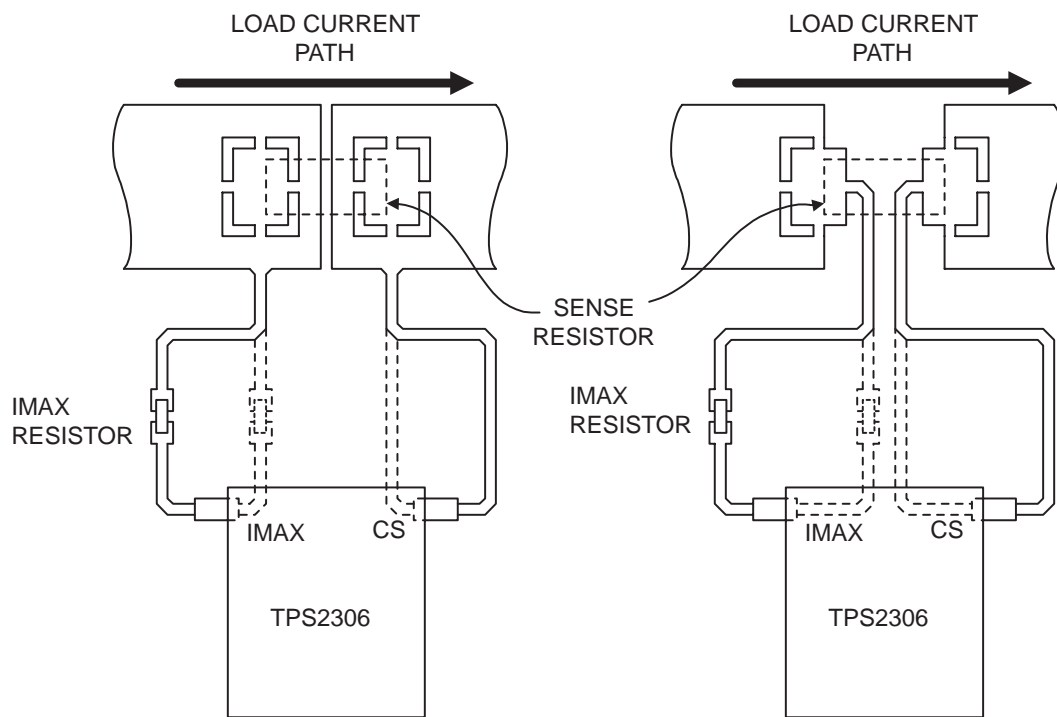 LOAD CURRENT
PATH
LOAD CURRENT
PATH
SENSE
RESISTOR
IMAX
RESISTOR
IMAX
RESISTOR
IMAX
CS
IMAX
CS
TPS2306
TPS2306